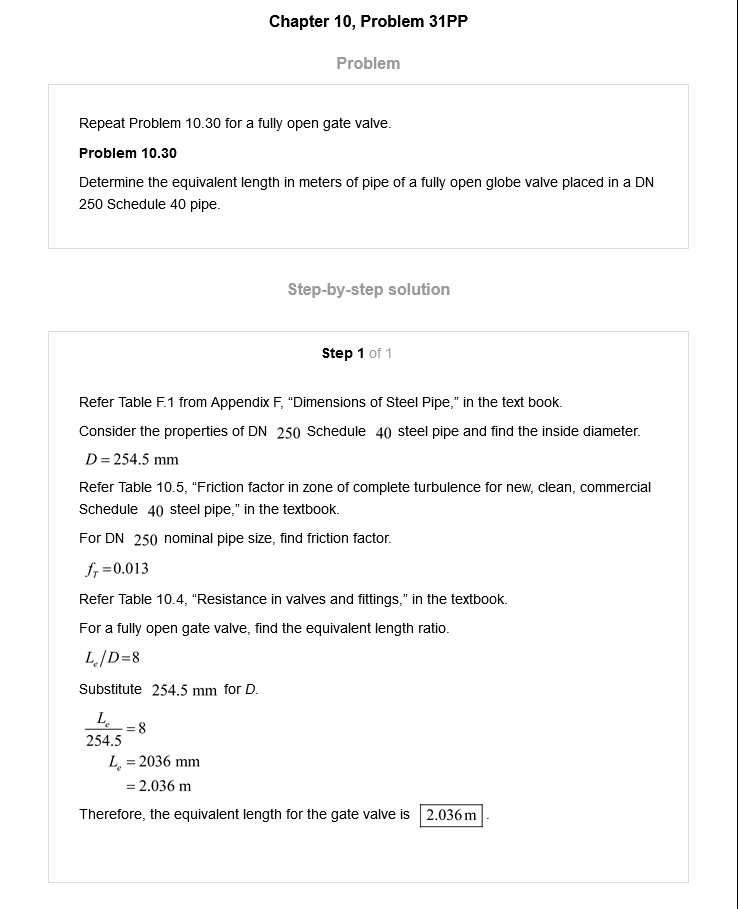 Chapter 10, Problem 31PP
Problem
Repeat Problem 10.30 for a fully open gate valve.
Problem 10.30
Determine the equivalent length in meters of pipe of a fully open globe valve placed in a DN
250 Schedule 40 pipe.
Step-by-step solution
Step 1 of 1
Refer Table F.1 from Appendix F, “Dimensions of Steel Pipe,” in the text book.
Consider the properties of DN 250 Schedule 40 steel pipe and find the inside diameter.
D = 254.5 mm
Refer Table 10.5, “Friction factor in zone of complete turbulence for new, clean, commercial
Schedule 40 steel pipe,” in the textbook.
For DN 250 nominal pipe size, find friction factor.
f_T = 0.013
Refer Table 10.4, “Resistance in valves and fittings,” in the textbook.
For a fully open gate valve, find the equivalent length ratio.
L_e/D=8
Substitute 254.5 mm for D.
L_e/254.5 = 8
L_e = 2036 mm
= 2.036 m
Therefore, the equivalent length for the gate valve is 2.036 m.